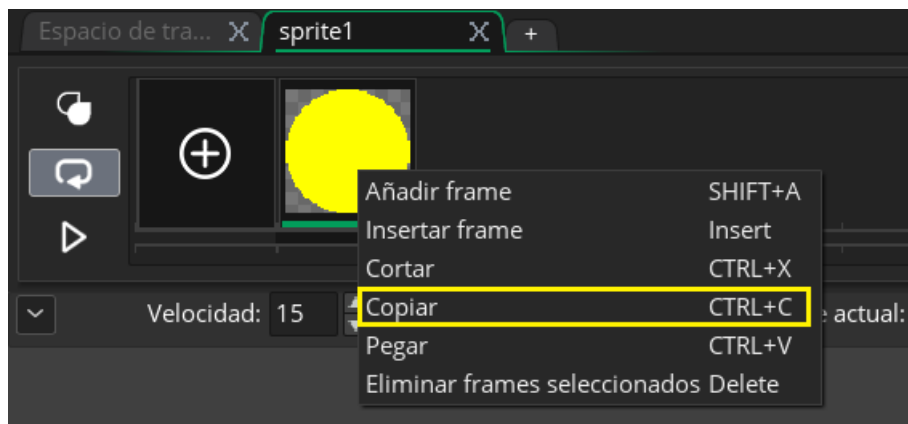 Espacio de tra... X sprite1 X +
Añadir frame SHIFT+A
Insertar frame Insert
Cortar CTRL+X
Velocidad: 15 Copiar CTRL+C actual:
Pegar CTRL+V
Eliminar frames seleccionados Delete